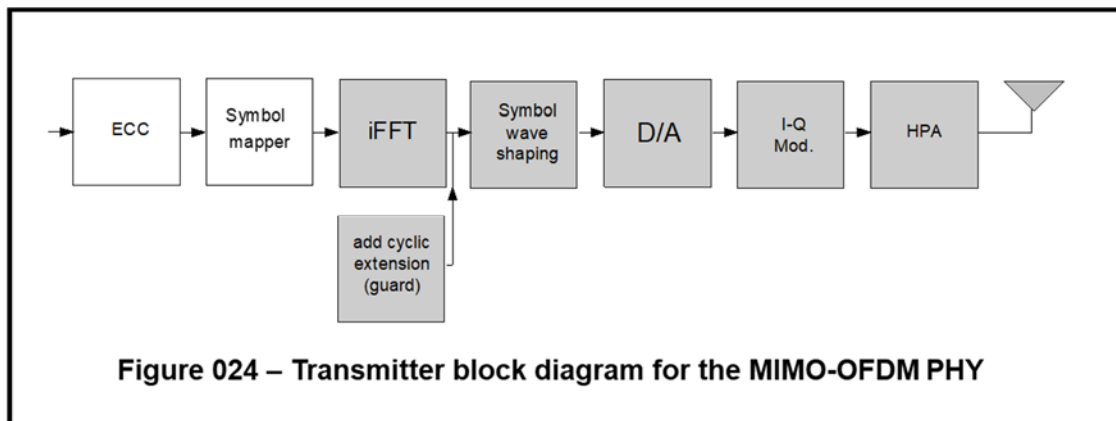 ECC
Symbol
mapper
iFFT
Symbol
wave
shaping
D/A
I-Q
Mod.
HPA
add cyclic
extension
(guard)
Figure 024 – Transmitter block diagram for the MIMO-OFDM PHY